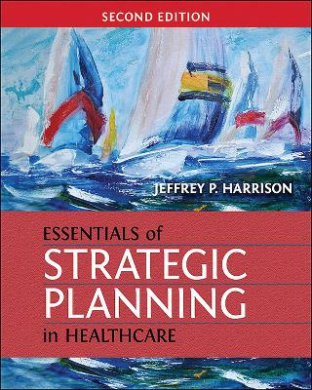 SECOND EDITION
JEFFREY P. HARRISON
ESSENTIALS of
STRATEGIC
PLANNING
in HEALTHCARE